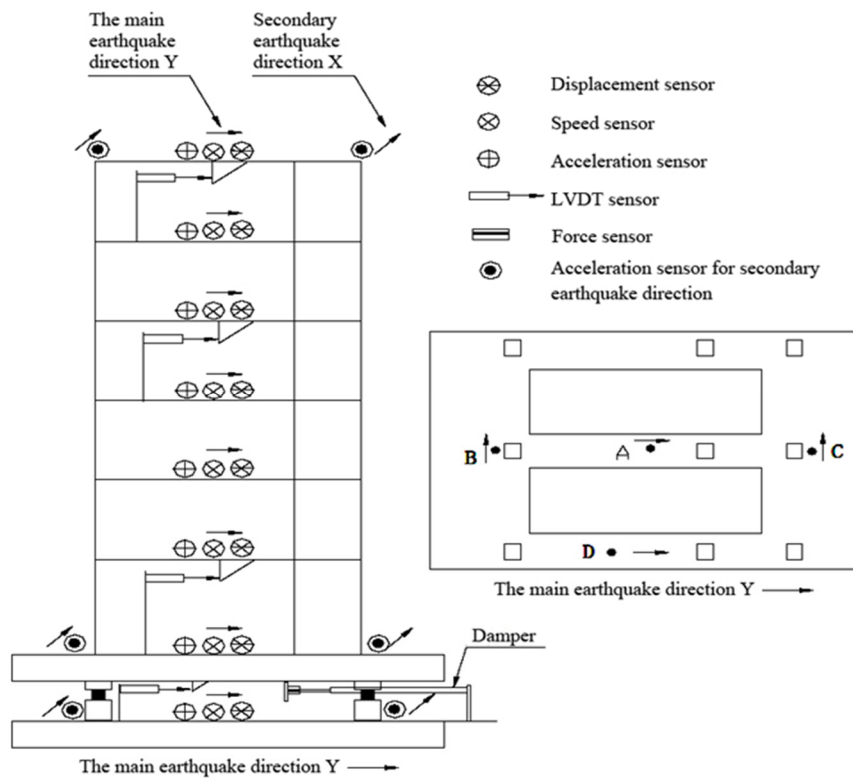 The main
earthquake
direction Y
Secondary
earthquake
direction X
Displacement sensor
Speed sensor
Acceleration sensor
LVDT sensor
Force sensor
Acceleration sensor for secondary
earthquake direction
B
A
C
D
The main earthquake direction Y
Damper
The main earthquake direction Y